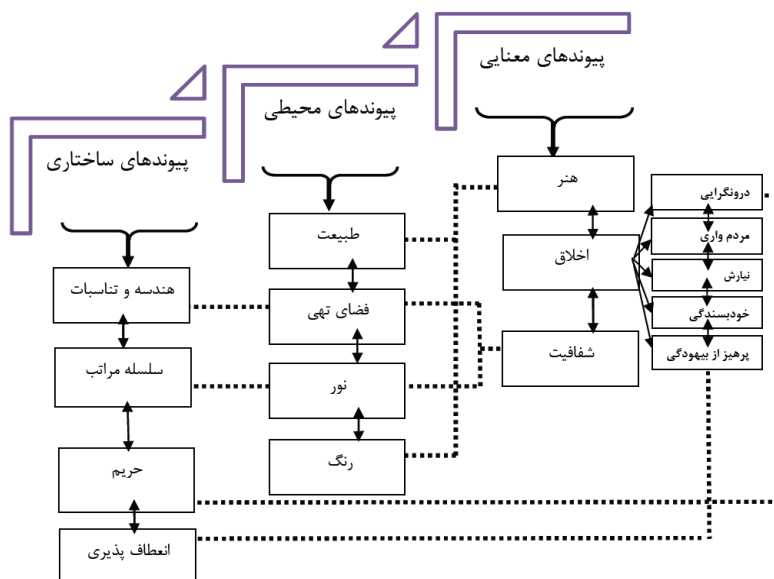 پیوندهای معنایی
هنر
اخلاق
شفافیت
درونگرایی
مردم واری
نیارش
خودبسندگی
پرهیز از بیهودگی
پیوندهای محیطی
طبیعت
فضای تهی
نور
رنگ
پیوندهای ساختاری
هندسه و تناسبات
سلسله مراتب
حریم
انعطاف پذیری